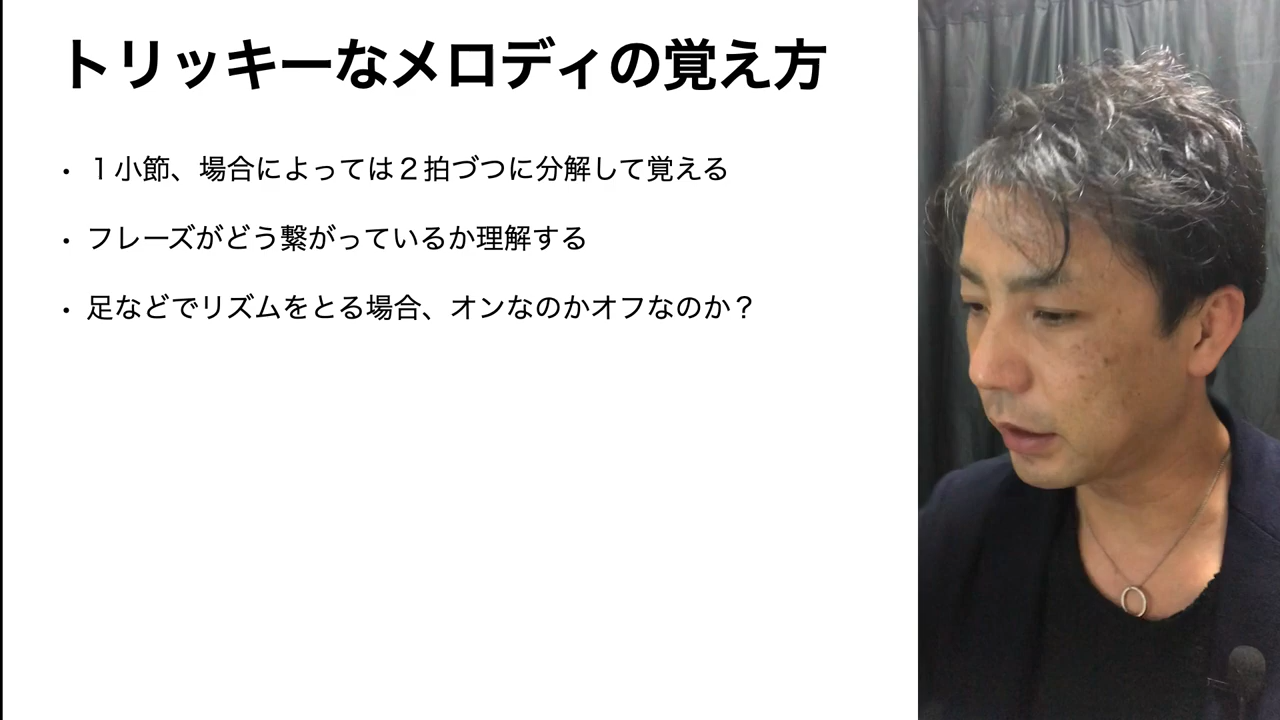 トリッキーなメロディの覚え方
・１小節、場合によっては２拍づつに分解して覚える
・フレーズがどう繋がっているか理解する
・足などでリズムをとる場合、オンなのかオフなのか？